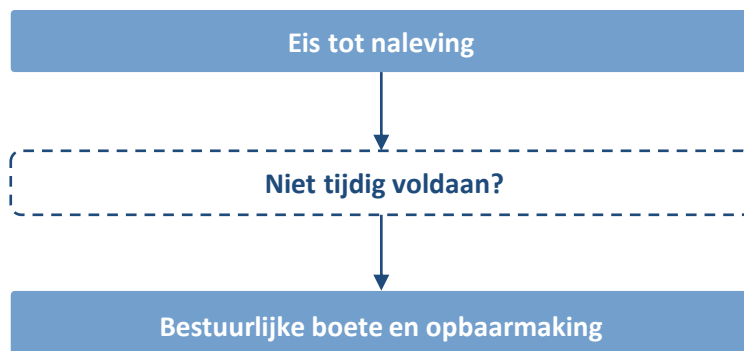 Eis tot naleving
Niet tijdig voldaan?
Bestuurlijke boete en opbaarmaking